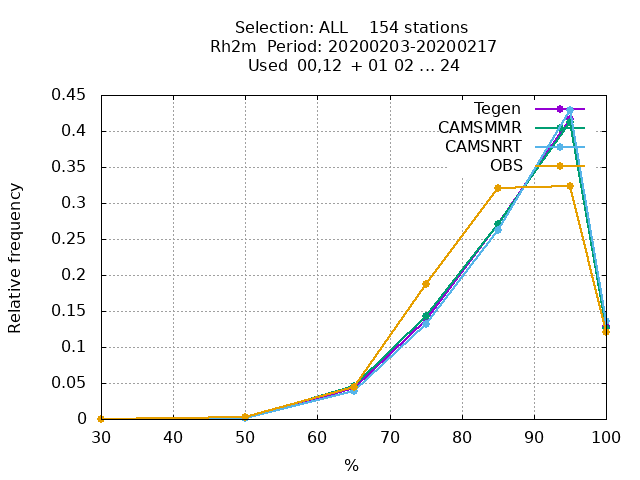 Selection: ALL    154 stations
Rh2m  Period: 20200203-20200217
Used  00,12  + 01 02 ... 24
Relative frequency
0.45
0.4
0.35
0.3
0.25
0.2
0.15
0.1
0.05
0
Tegen
CAMSMMR
CAMSNRT
OBS
30 40 50 60 70 80 90 100
%